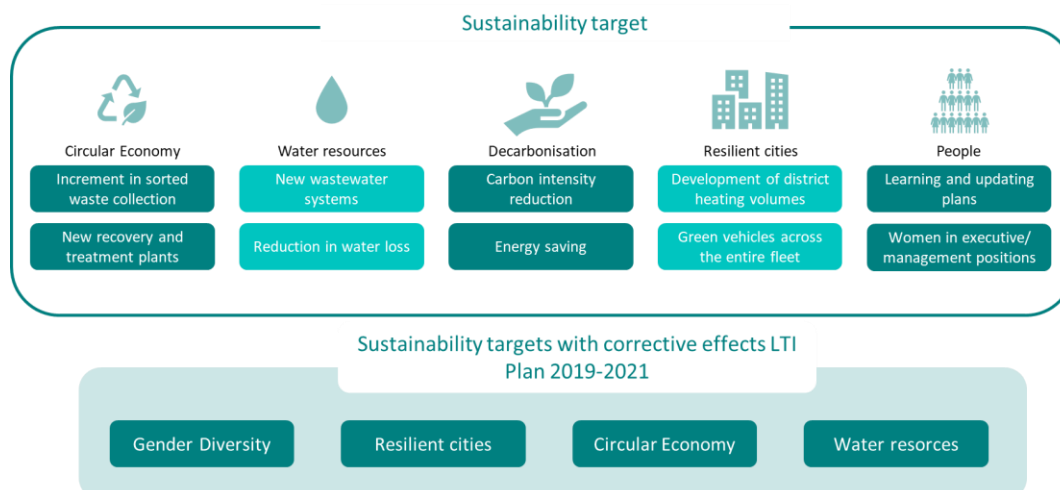 Sustainability target
Circular Economy
Water resources
Decarbonisation
Resilient cities
People
Increment in sorted
waste collection
New wastewater
systems
Carbon intensity
reduction
Development of district
heating volumes
Learning and updating
plans
New recovery and
treatment plants
Reduction in water loss
Energy saving
Green vehicles across
the entire fleet
Women in executive/
management positions
Sustainability targets with corrective effects LTI
Plan 2019-2021
Gender Diversity
Resilient cities
Circular Economy
Water resorces